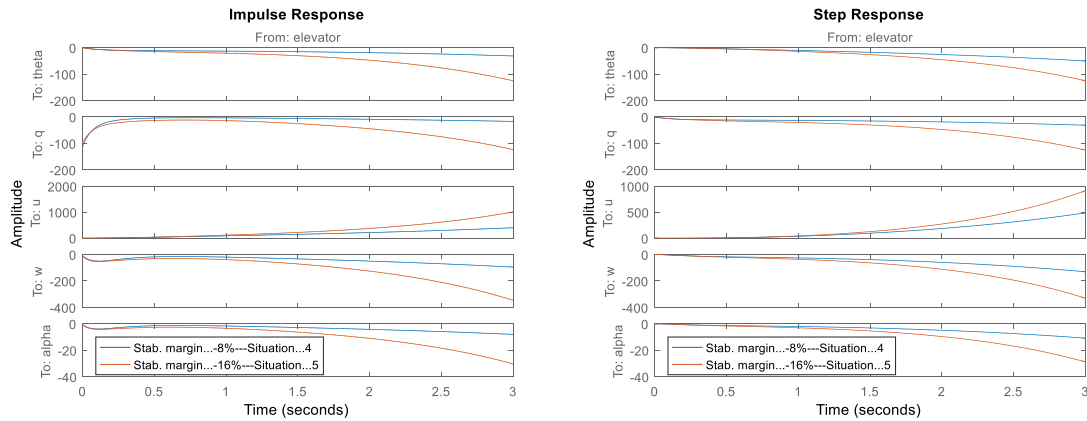 Impulse Response
From: elevator
Amplitude
To: theta
0
-100
-200
To: q
0
-100
-200
To: u
2000
1000
0
To: w
0
-200
-400
To: alpha
0
-20
-40
Stab. margin...-8%---Situation...4
Stab. margin...-16%---Situation...5
0 0.5 1 1.5 2 2.5 3
Time (seconds)
Step Response
From: elevator
Amplitude
To: theta
0
-100
-200
To: q
0
-100
-200
To: u
1000
500
0
To: w
0
-200
-400
To: alpha
0
-20
-40
Stab. margin...-8%---Situation...4
Stab. margin...-16%---Situation...5
0 0.5 1 1.5 2 2.5 3
Time (seconds)